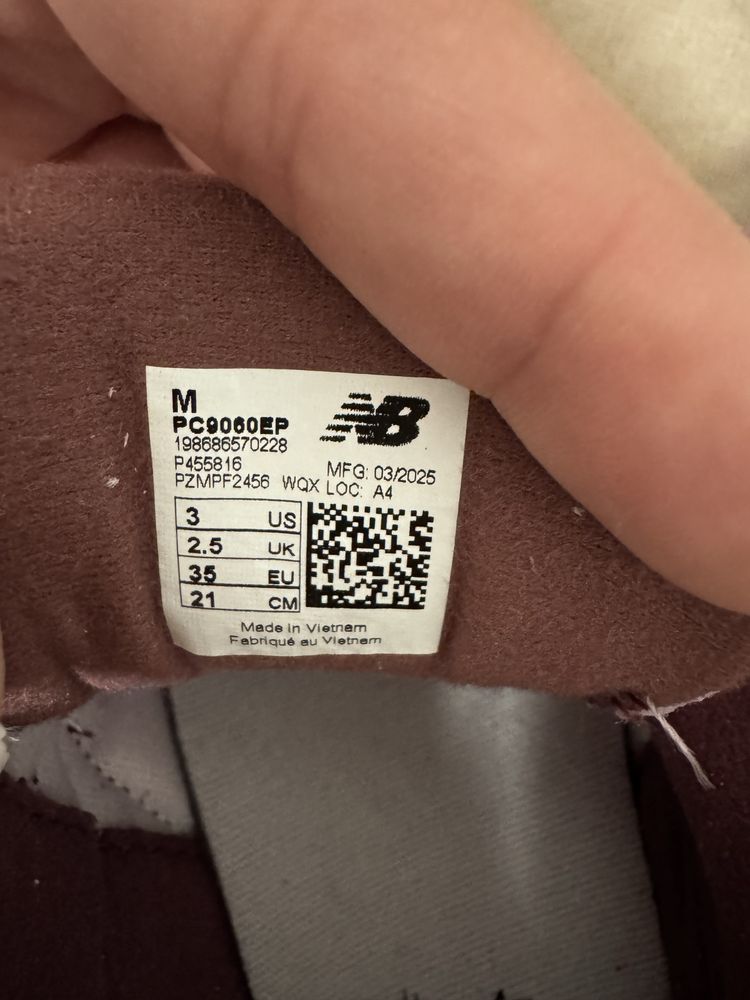 M
PC9060EP
NB
198686570228
P455816
MFG: 03/2025
PZMPF2456 WQX LOC: A4
3 US
2.5 UK
35 EU
21 CM
Made in Vietnam
Fabriqué au Vietnam